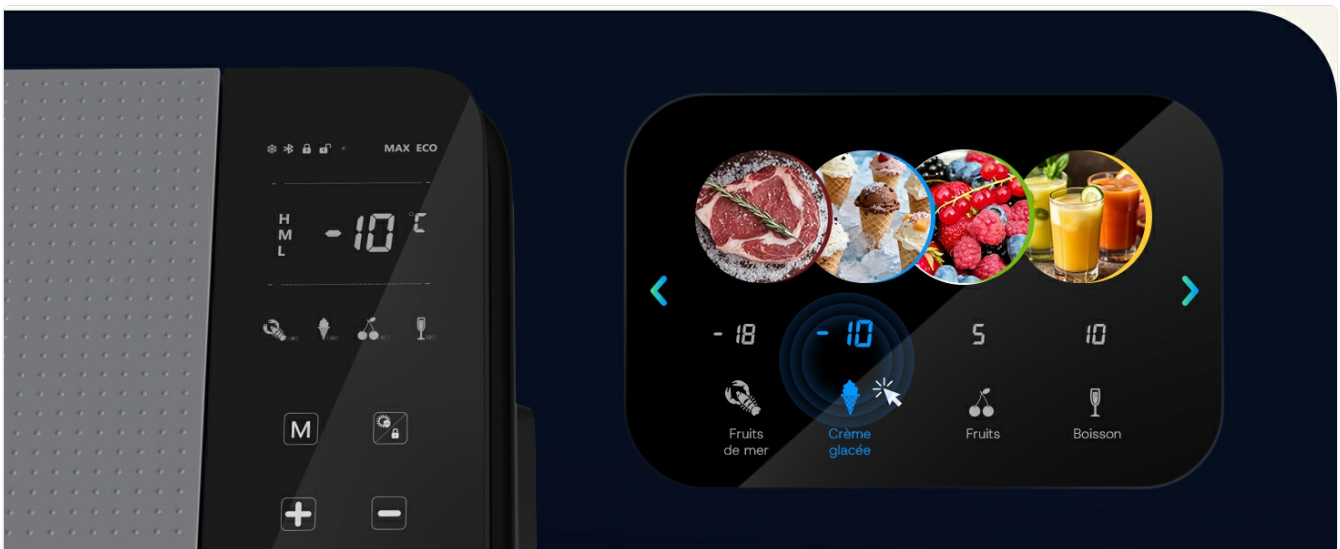 MAX ECO
H
M
L
-10 °C
M
-18
-10
5
10
Fruits
de mer
Crème
glacée
Fruits
Boisson